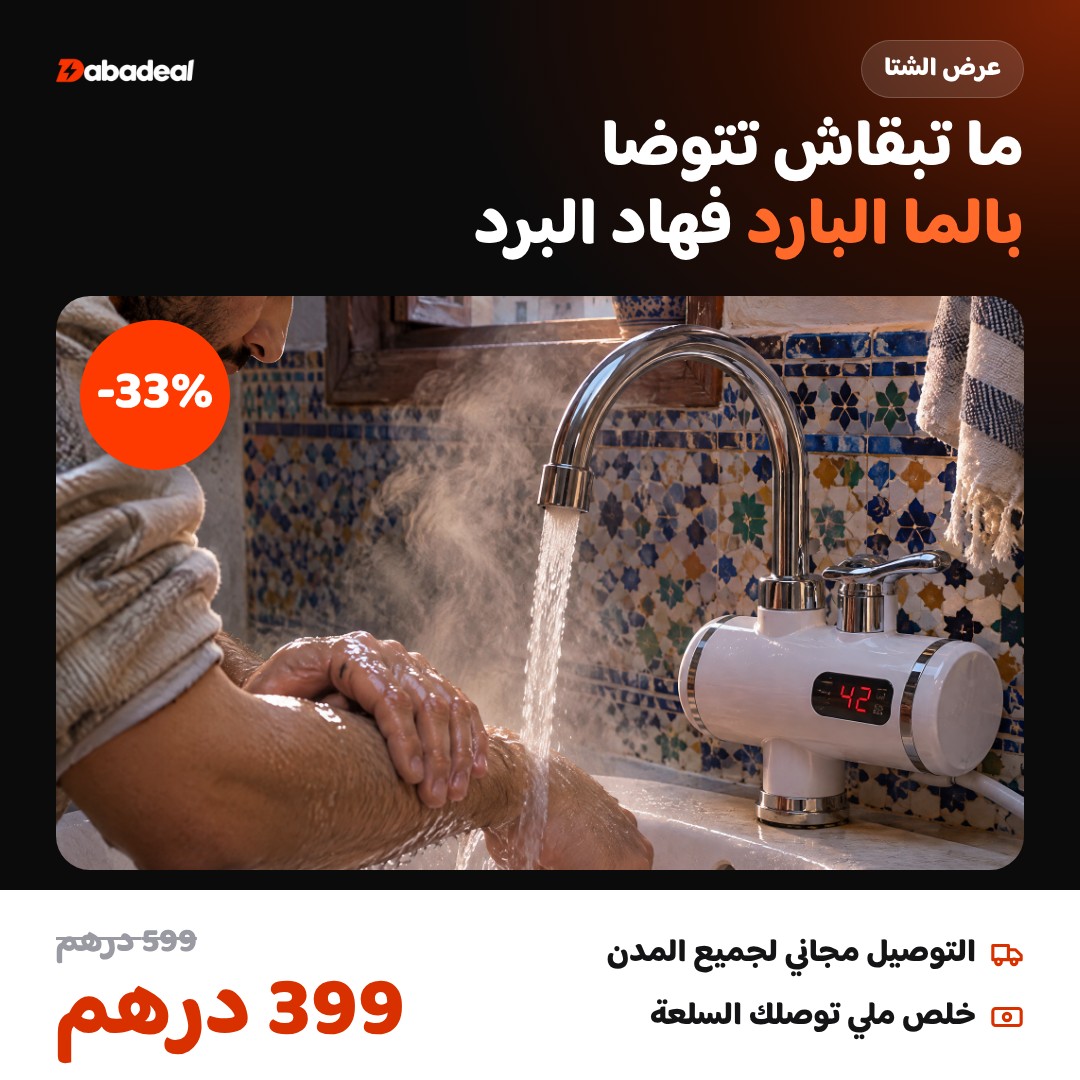 Dabadeal
عرض الشتا
ما تبقاش تتوضا
بالما البارد فهاد البرد
-33%
42
التوصيل مجاني لجميع المدن
خلص ملي توصلك السلعة
599 درهم
399 درهم